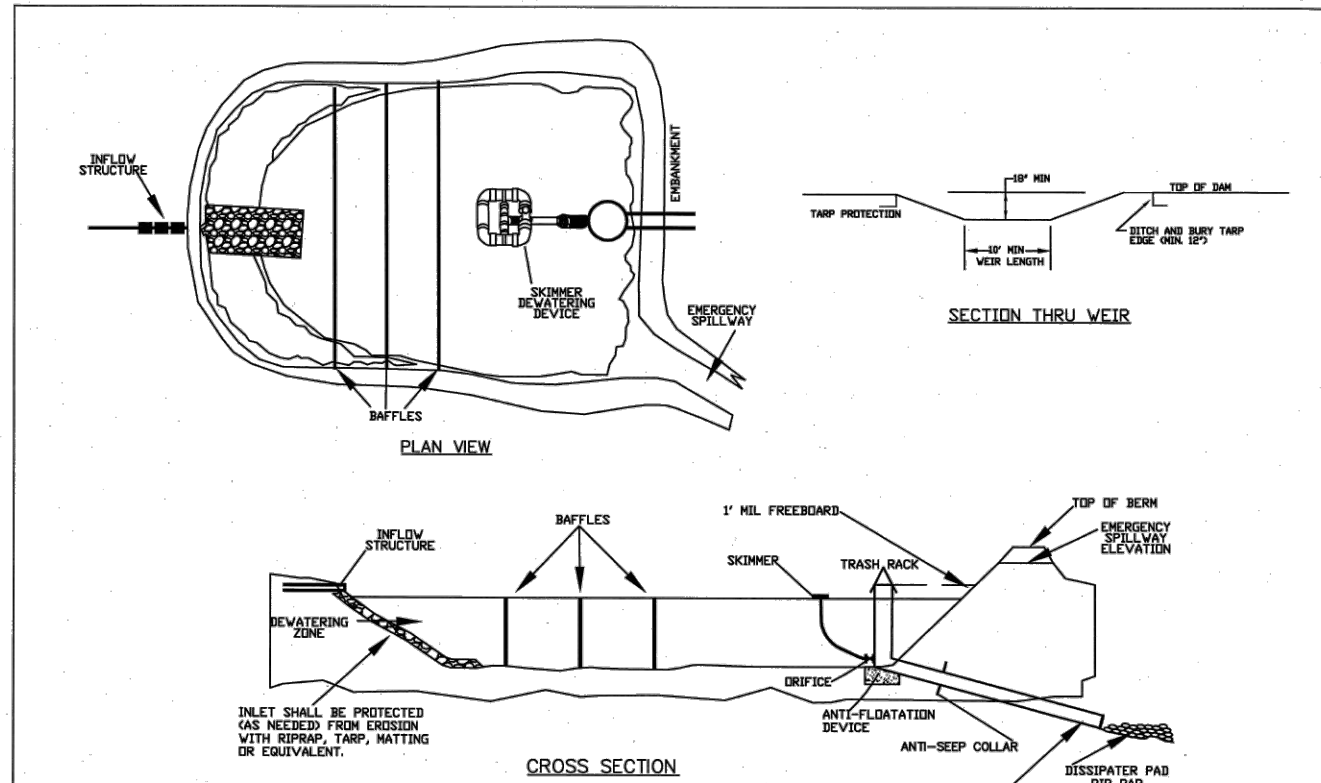 INFLOW
STRUCTURE
EMBANKMENT
SKIMMER
DEWATERING
DEVICE
EMERGENCY
SPILLWAY
BAFFLES
PLAN VIEW
18" MIN
TOP OF DAM
TARP PROTECTION
DITCH AND BURY TARP
EDGE (MIN. 12")
10' MIN
WEIR LENGTH
SECTION THRU WEIR
INFLOW
STRUCTURE
BAFFLES
1' MIL FREEBOARD
TOP OF BERM
EMERGENCY
SPILLWAY
ELEVATION
SKIMMER
TRASH RACK
DEWATERING
ZONE
ORIFICE
INLET SHALL BE PROTECTED
(AS NEEDED) FROM EROSION
WITH RIPRAP, TARP, MATTING
OR EQUIVALENT.
ANTI-FLOATATION
DEVICE
ANTI-SEEP COLLAR
DISSIPATER PAD
RIP RAP
CROSS SECTION